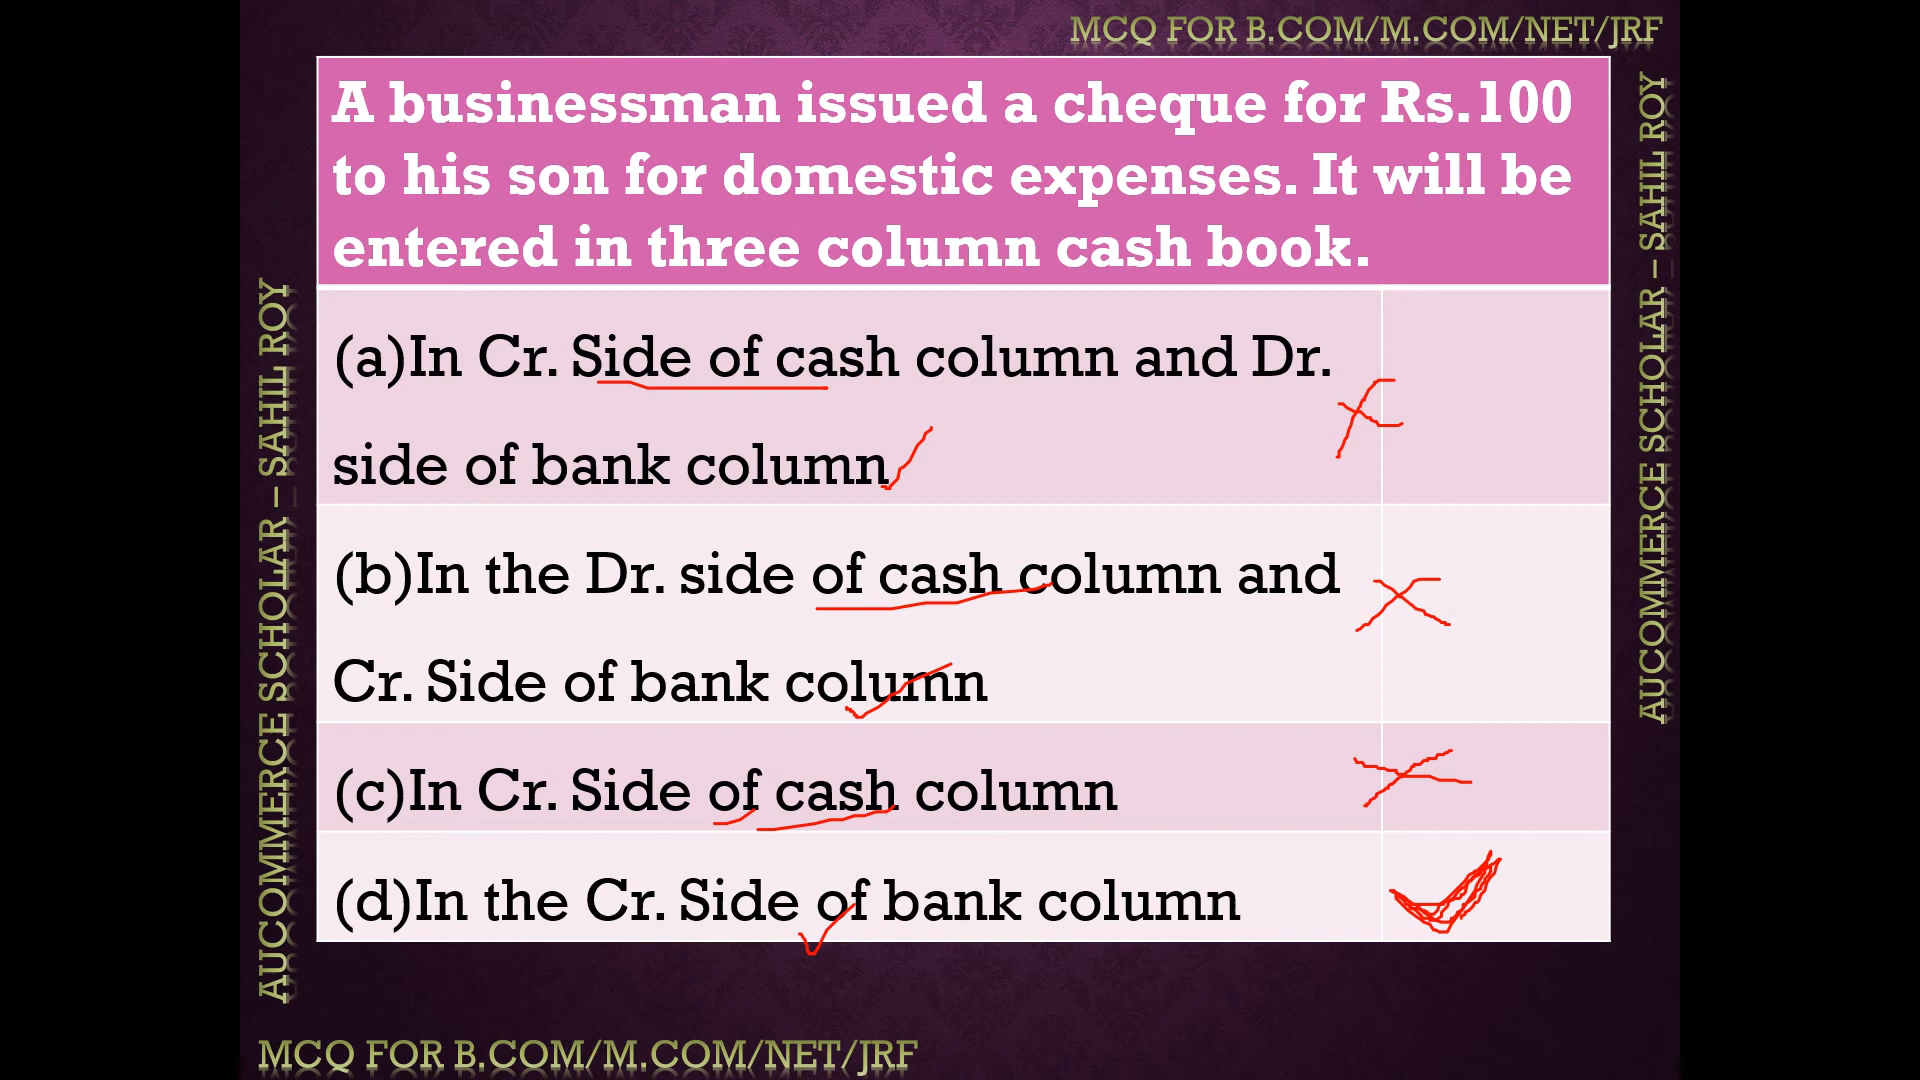 MCQ FOR B.COM/M.COM/NET/JRF
A businessman issued a cheque for Rs.100
to his son for domestic expenses. It will be
entered in three column cash book.
(a)In Cr. Side of cash column and Dr.
side of bank column
(b)In the Dr. side of cash column and
Cr. Side of bank column
(c)In Cr. Side of cash column
(d)In the Cr. Side of bank column
AUCOMMERCE SCHOLAR – SAHIL ROY
AUCOMMERCE SCHOLAR – SAHIL ROY
MCQ FOR B.COM/M.COM/NET/JRF